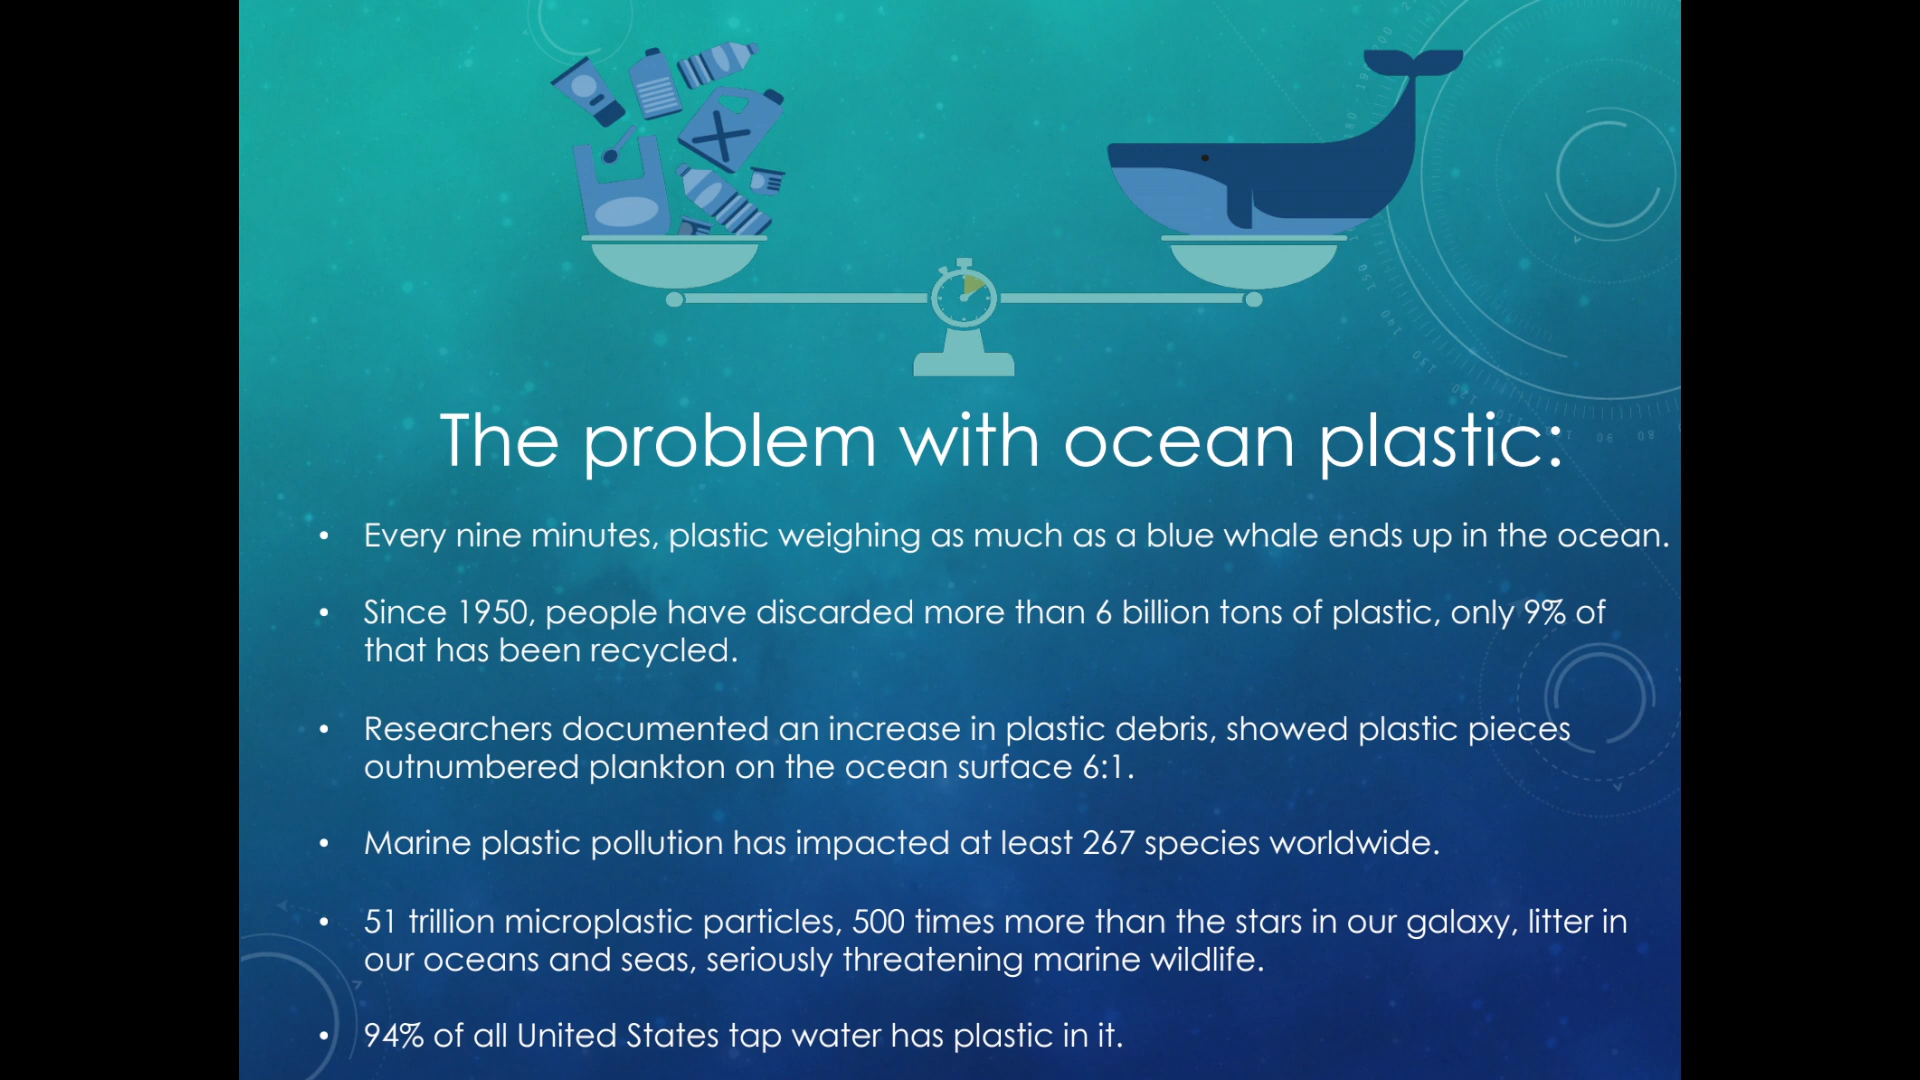 The problem with ocean plastic:
• Every nine minutes, plastic weighing as much as a blue whale ends up in the ocean.
• Since 1950, people have discarded more than 6 billion tons of plastic, only 9% of
that has been recycled.
• Researchers documented an increase in plastic debris, showed plastic pieces
outnumbered plankton on the ocean surface 6:1.
• Marine plastic pollution has impacted at least 267 species worldwide.
• 51 trillion microplastic particles, 500 times more than the stars in our galaxy, litter in
our oceans and seas, seriously threatening marine wildlife.
• 94% of all United States tap water has plastic in it.